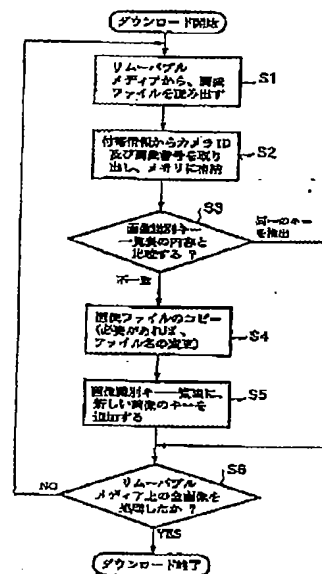 ダウンロード開始
リムーバブル
メディアから、画像
ファイルを読み出す
S1
付帯情報からカメラID
及び画像番号を取り
出し、メモリに格納
S2
S3
画像識別キー
一覧表の内容と
比較する ?
同一のキー
を検出
不一致
画像ファイルのコピー
(必要があれば、
ファイル名の変更)
S4
画像識別キー一覧表に、
新しい画像のキーを
追加する
S5
S6
リムーバブル
メディア上の全画像を
処理したか ?
NO
YES
ダウンロード終了